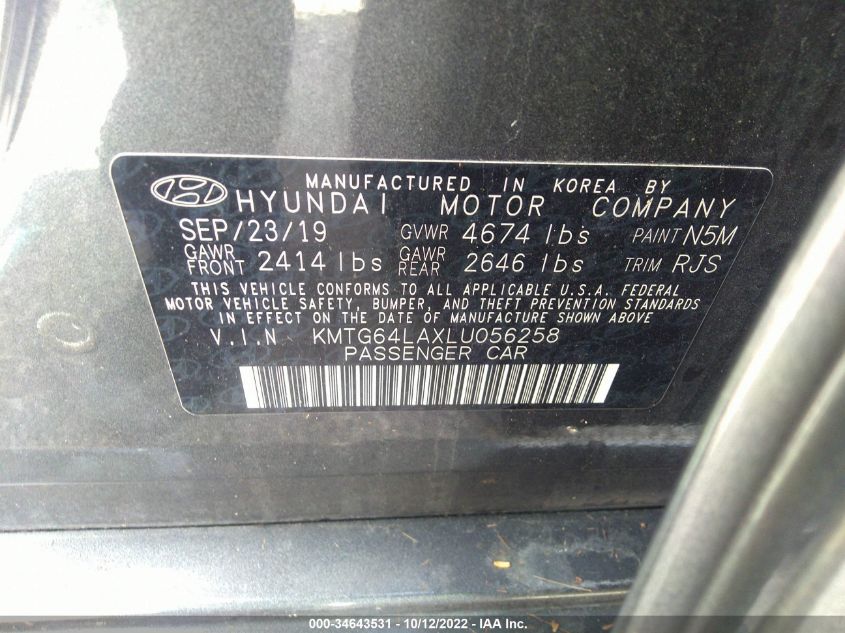 MANUFACTURED IN KOREA BY
HYUNDAI MOTOR COMPANY
SEP/23/19 GVWR 4674 lbs PAINT N5M
GAWR FRONT 2414 lbs GAWR REAR 2646 lbs TRIM RJS
THIS VEHICLE CONFORMS TO ALL APPLICABLE U.S.A. FEDERAL
MOTOR VEHICLE SAFETY, BUMPER, AND THEFT PREVENTION STANDARDS
IN EFFECT ON THE DATE OF MANUFACTURE SHOWN ABOVE
V.I.N KMTG64LAXLU056258
PASSENGER CAR
000-34643531 - 10/12/2022 - IAA Inc.